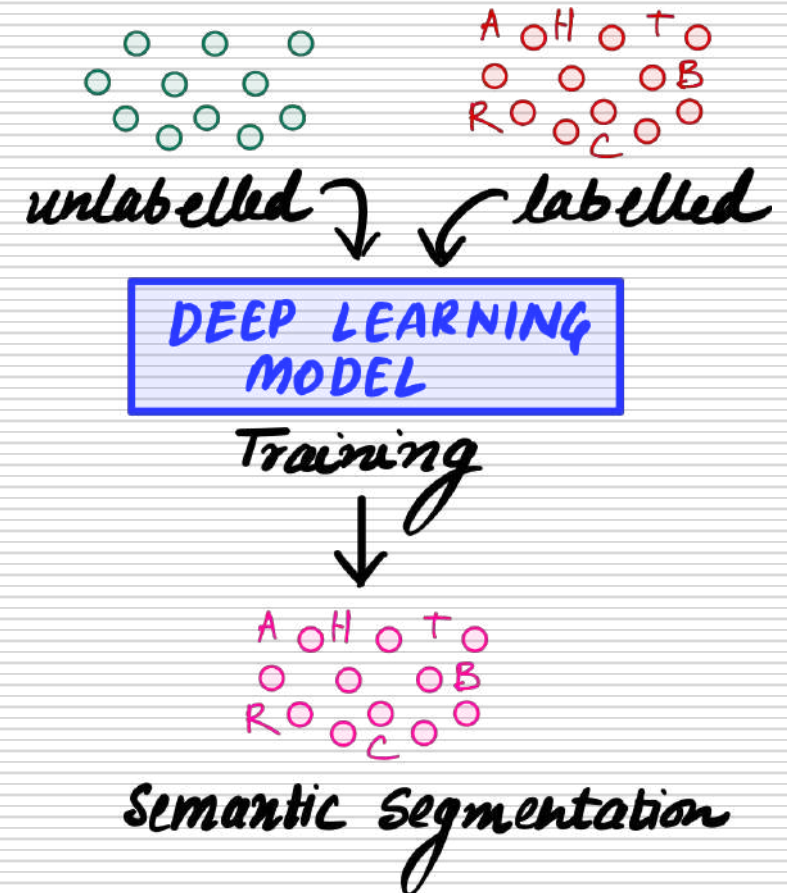 A H T
B
R
C
unlabelled
labelled
DEEP LEARNING
MODEL
Training
A H T
B
R
C
Semantic Segmentation